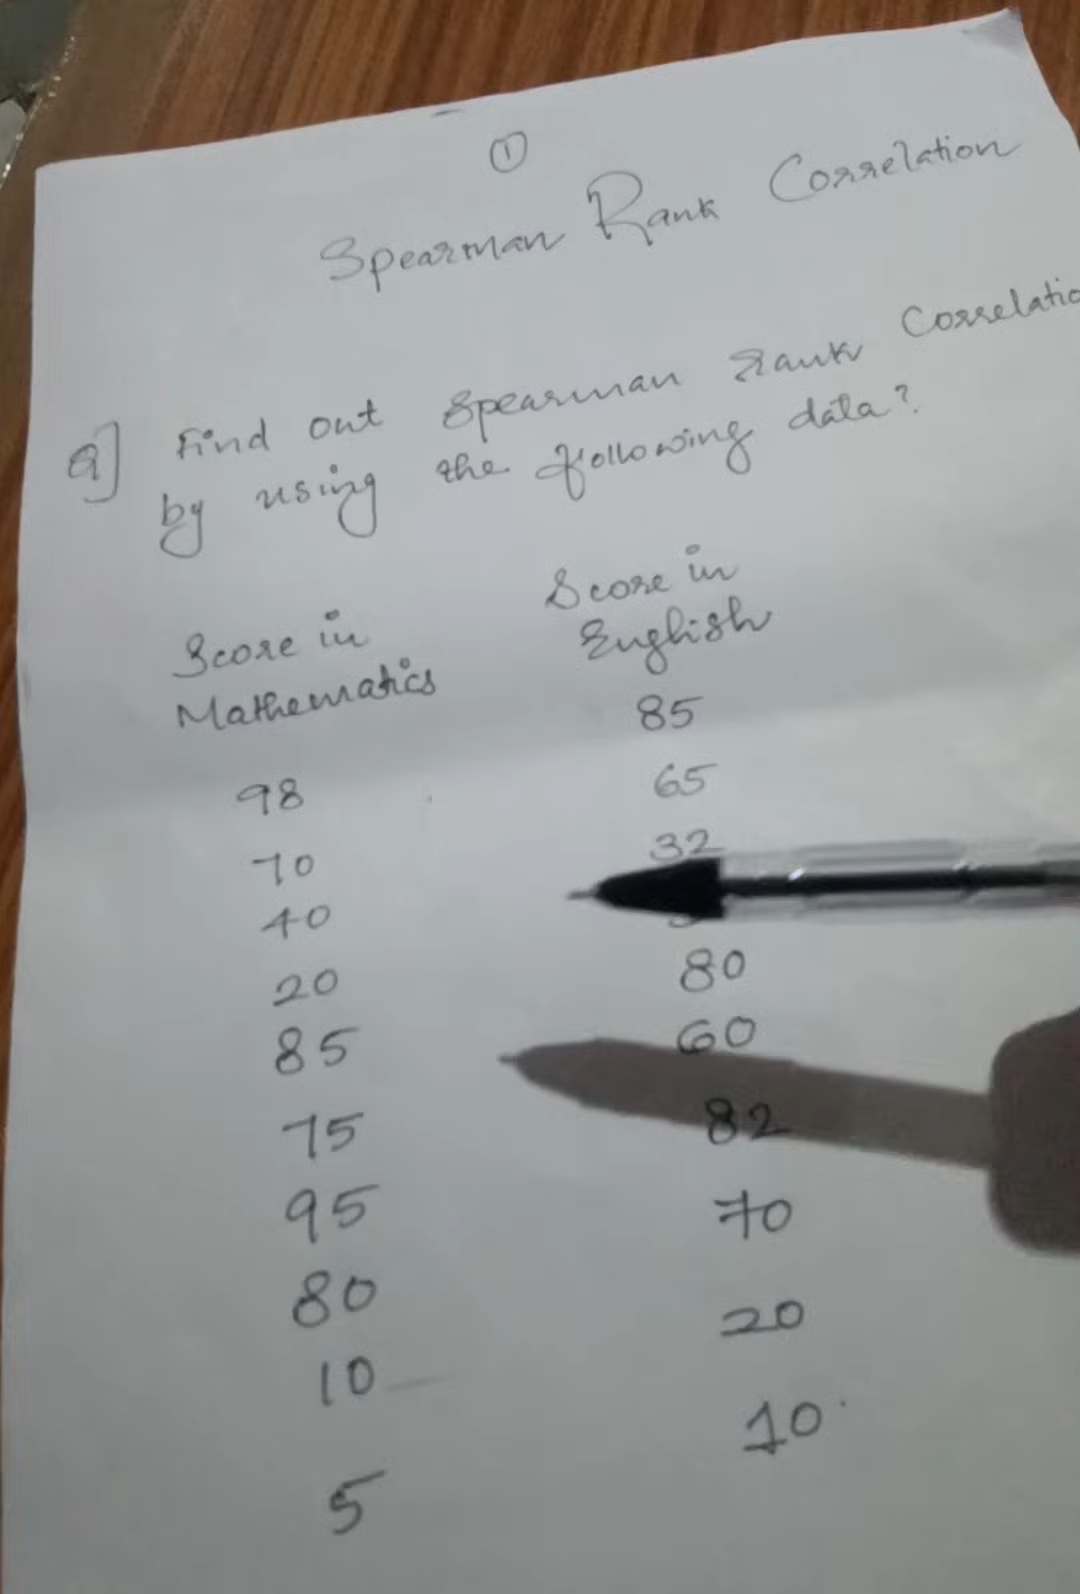 1
Spearman Rank Correlation
Q] Find out Spearman Rank Correlatio
by using the following data?
Score in Mathematics Score in English
98 85
70 65
40 32
20
85 80
75 60
95 82
80 70
10 20
5 10